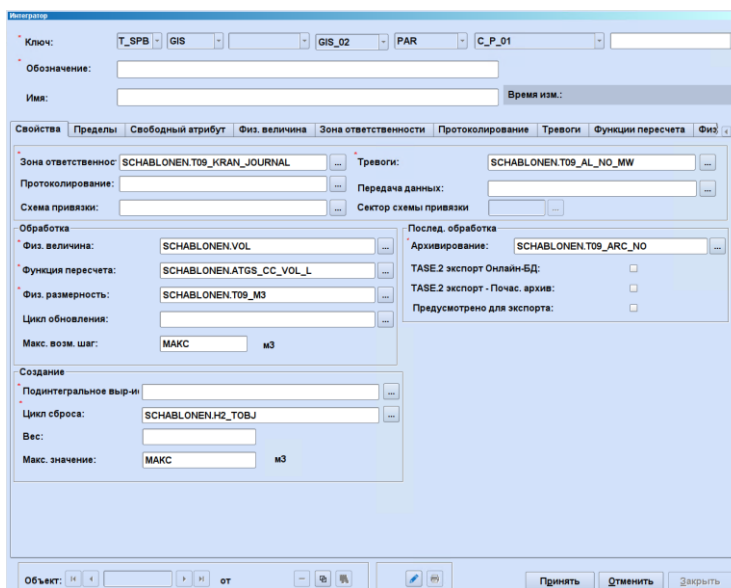 Интегратор
* Ключ: T_SPB GIS GIS_02 PAR C_P_01
* Обозначение:
Имя: Время изм.:
Свойства Пределы Свободный атрибут Физ. величина Зона ответственности Протоколирование Тревоги Функции пересчета Физ
* Зона ответственнос SCHABLONEN.T09_KRAN_JOURNAL ... * Тревоги: SCHABLONEN.T09_AL_NO_MW ...
Протоколирование: ... Передача данных: ...
Схема привязки: ... Сектор схемы привязки ...
Обработка Послед. обработка
* Физ. величина: SCHABLONEN.VOL ... * Архивирование: SCHABLONEN.T09_ARC_NO ...
* Функция пересчета: SCHABLONEN.ATGS_CC_VOL_L ... TASE.2 экспорт Онлайн-БД:
* Физ. размерность: SCHABLONEN.T09_M3 ... TASE.2 экспорт - Почас. архив:
Цикл обновления: ... Предусмотрено для экспорта:
Макс. возм. шаг: МАКС м3
Создание
* Подинтегральное выр-и ...
* Цикл сброса: SCHABLONEN.H2_TOBJ ...
Вес:
Макс. значение: МАКС м3
Объект: от Принять Отменить Закрыть